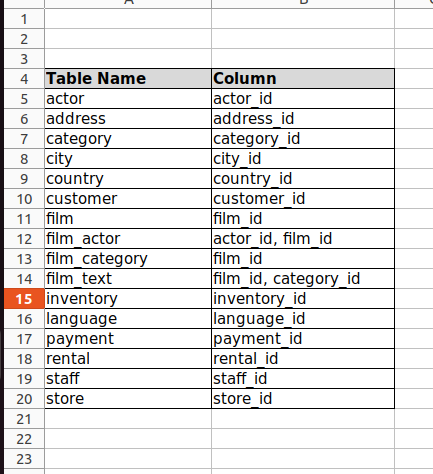 1
2
3
4 Table Name Column
5 actor actor_id
6 address address_id
7 category category_id
8 city city_id
9 country country_id
10 customer customer_id
11 film film_id
12 film_actor actor_id, film_id
13 film_category film_id
14 film_text film_id, category_id
15 inventory inventory_id
16 language language_id
17 payment payment_id
18 rental rental_id
19 staff staff_id
20 store store_id
21
22
23